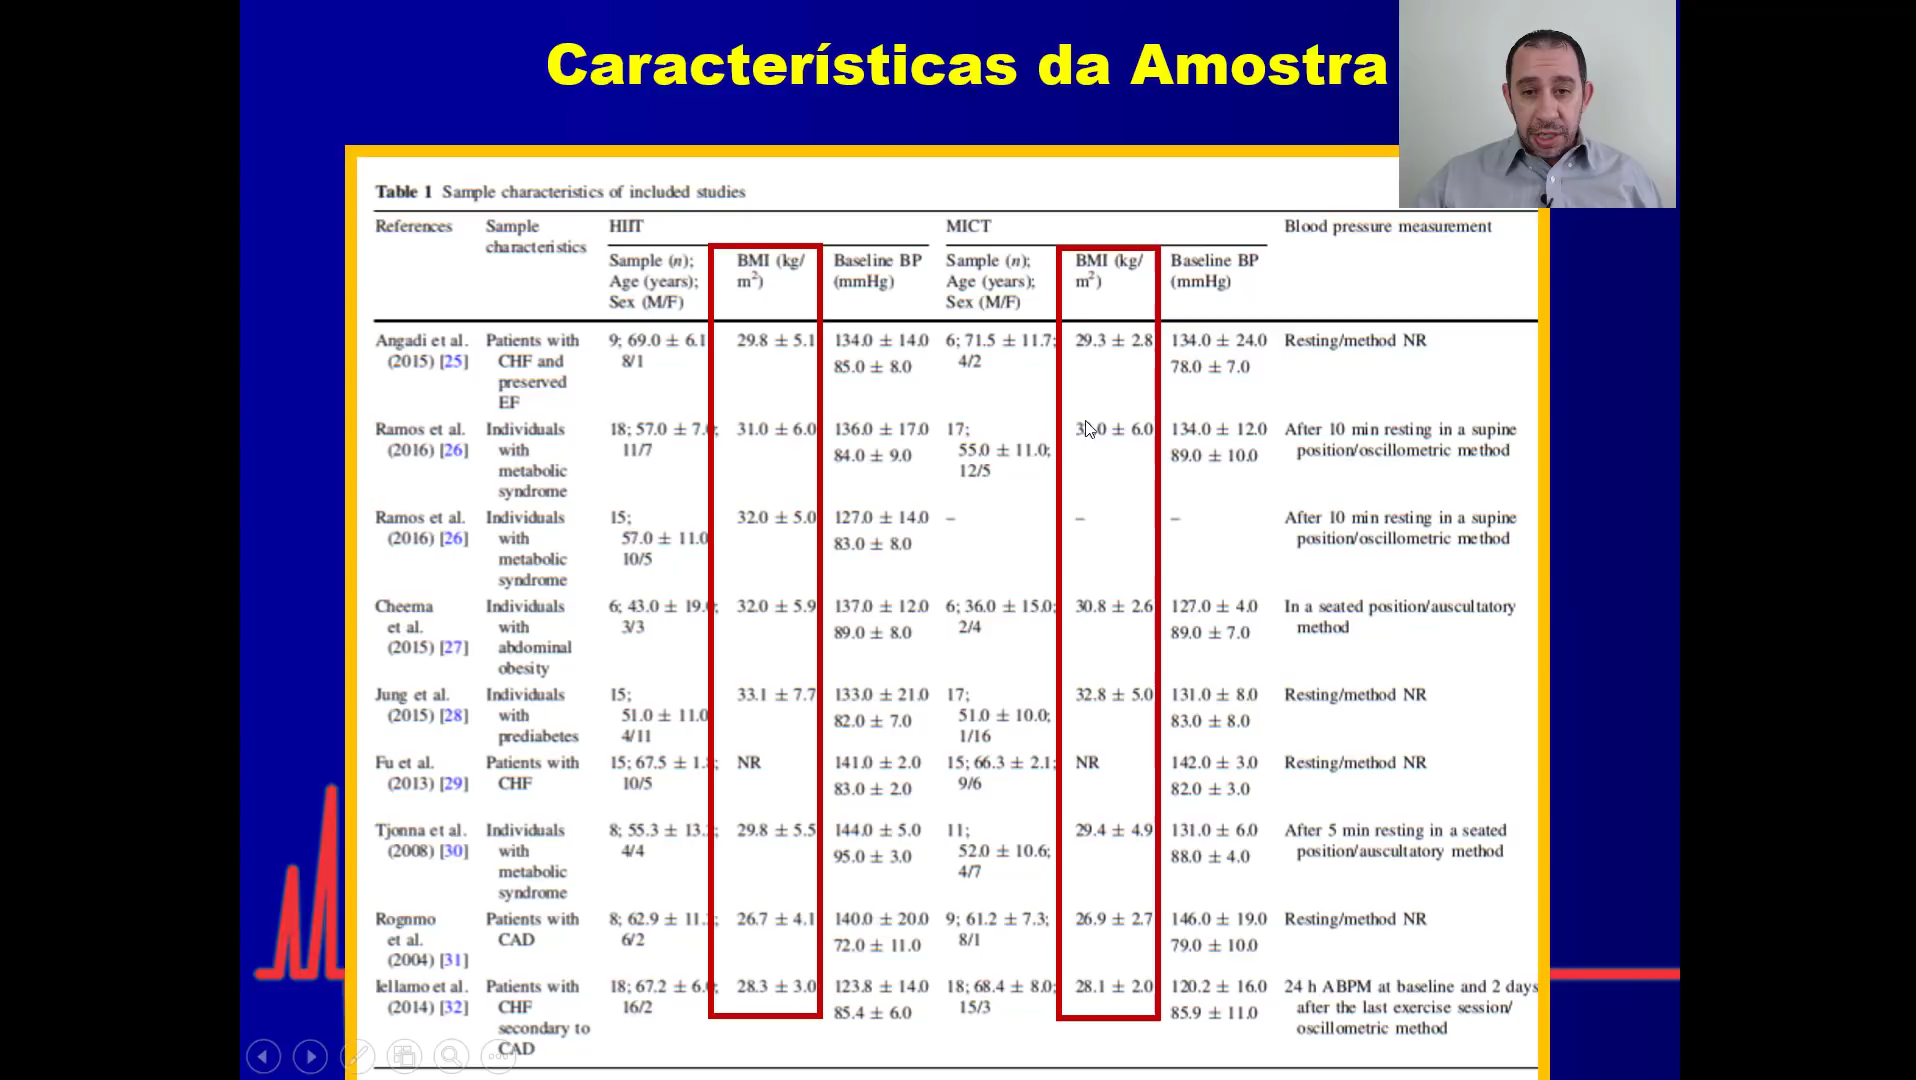 Características da Amostra
Table 1 Sample characteristics of included studies
References Sample characteristics HIIT MICT Blood pressure measurement
Sample (n); Age (years); Sex (M/F) BMI (kg/m²) Baseline BP (mmHg) Sample (n); Age (years); Sex (M/F) BMI (kg/m²) Baseline BP (mmHg)
Angadi et al. Patients with 9; 69.0 ± 6.1 29.8 ± 5.1 134.0 ± 14.0 6; 71.5 ± 11.7; 29.3 ± 2.8 134.0 ± 24.0 Resting/method NR
(2015) [25] CHF and 8/1 85.0 ± 8.0 4/2 78.0 ± 7.0
preserved
EF
Ramos et al. Individuals 18; 57.0 ± 7.0; 31.0 ± 6.0 136.0 ± 17.0 17; ± 6.0 134.0 ± 12.0 After 10 min resting in a supine
(2016) [26] with 11/7 84.0 ± 9.0 55.0 ± 11.0; 89.0 ± 10.0 position/oscillometric method
metabolic 12/5
syndrome
Ramos et al. Individuals 15; 32.0 ± 5.0 127.0 ± 14.0 – – – After 10 min resting in a supine
(2016) [26] with 57.0 ± 11.0 83.0 ± 8.0 position/oscillometric method
metabolic 10/5
syndrome
Cheema Individuals 6; 43.0 ± 19.0; 32.0 ± 5.9 137.0 ± 12.0 6; 36.0 ± 15.0; 30.8 ± 2.6 127.0 ± 4.0 In a seated position/auscultatory
et al. with 3/3 89.0 ± 8.0 2/4 89.0 ± 7.0 method
(2015) [27] abdominal
obesity
Jung et al. Individuals 15; 33.1 ± 7.7 133.0 ± 21.0 17; 32.8 ± 5.0 131.0 ± 8.0 Resting/method NR
(2015) [28] with 51.0 ± 11.0 82.0 ± 7.0 51.0 ± 10.0; 83.0 ± 8.0
prediabetes 4/11 1/16
Fu et al. Patients with 15; 67.5 ± NR 141.0 ± 2.0 15; 66.3 ± 2.1; NR 142.0 ± 3.0 Resting/method NR
(2013) [29] CHF 10/5 83.0 ± 2.0 9/6 82.0 ± 3.0
Tjonna et al. Individuals 8; 55.3 ± 29.8 ± 5.5 144.0 ± 5.0 11; 29.4 ± 4.9 131.0 ± 6.0 After 5 min resting in a seated
(2008) [30] with 4/4 95.0 ± 3.0 52.0 ± 10.6; 88.0 ± 4.0 position/auscultatory method
metabolic 4/7
syndrome
Rognmo Patients with 8; 62.9 ± 26.7 ± 4.1 140.0 ± 20.0 9; 61.2 ± 7.3; 26.9 ± 2.7 146.0 ± 19.0 Resting/method NR
et al. CAD 6/2 72.0 ± 11.0 8/1 79.0 ± 10.0
(2004) [31]
Iellamo et al. Patients with 18; 67.2 ± 6.0; 28.3 ± 3.0 123.8 ± 14.0 18; 68.4 ± 8.0; 28.1 ± 2.0 120.2 ± 16.0 24 h ABPM at baseline and 2 days
(2014) [32] CHF 16/2 85.4 ± 6.0 15/3 85.9 ± 11.0 after the last exercise session/
secondary to oscillometric method
CAD